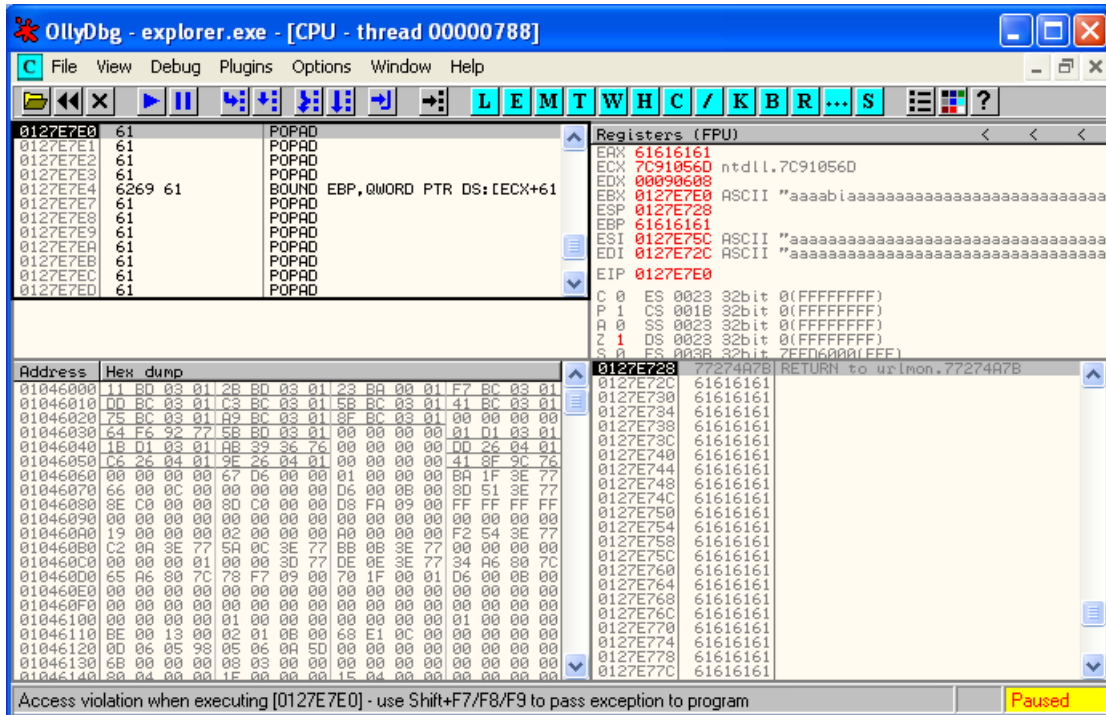 OllyDbg - explorer.exe - [CPU - thread 00000788]
C File View Debug Plugins Options Window Help
L E M T W H C / K B R ... S ?
0127E7E0 61 POPAD
0127E7E1 61 POPAD
0127E7E2 61 POPAD
0127E7E3 61 POPAD
0127E7E4 6269 61 BOUND EBP,QWORD PTR DS:[ECX+61
0127E7E7 61 POPAD
0127E7E8 61 POPAD
0127E7E9 61 POPAD
0127E7EA 61 POPAD
0127E7EB 61 POPAD
0127E7EC 61 POPAD
0127E7ED 61 POPAD
Registers (FPU) < < <
EAX 61616161
ECX 7C91056D ntdll.7C91056D
EDX 00090608
EBX 0127E7E0 ASCII "aaaabiaaaaaaaaaaaaaaaaaaaaaaaaaa
ESP 0127E728
EBP 61616161
ESI 0127E75C ASCII "aaaaaaaaaaaaaaaaaaaaaaaaaaaaaaaa
EDI 0127E72C ASCII "aaaaaaaaaaaaaaaaaaaaaaaaaaaaaaaa
EIP 0127E7E0
C 0 ES 0023 32bit 0(FFFFFFFF)
P 1 CS 001B 32bit 0(FFFFFFFF)
A 0 SS 0023 32bit 0(FFFFFFFF)
Z 1 DS 0023 32bit 0(FFFFFFFF)
S 0 FS 003B 32bit 7FFD6000(FFF)
Address Hex dump
01046000 11 BD 03 01 2B BD 03 01 23 BA 00 01 F7 BC 03 01
01046010 DD BC 03 01 C3 BC 03 01 5B BC 03 01 41 BC 03 01
01046020 75 BC 03 01 A9 BC 03 01 8F BC 03 01 00 00 00 00
01046030 64 F6 92 77 5B BD 03 01 00 00 00 00 01 D1 03 01
01046040 1B D1 03 01 AB 39 36 76 00 00 00 00 DD 26 04 01
01046050 C6 26 04 01 9E 26 04 01 00 00 00 00 41 8F 9C 76
01046060 00 00 00 00 67 D6 00 00 01 00 00 00 BA 1F 3E 77
01046070 66 00 0C 00 00 00 00 00 D6 00 0B 00 8D 51 3E 77
01046080 8E C0 00 00 8D C0 00 00 D8 FA 09 00 FF FF FF FF
01046090 00 00 00 00 00 00 00 00 00 00 00 00 00 00 00 00
010460A0 19 00 00 00 02 00 00 00 A0 00 00 00 F2 54 3E 77
010460B0 C2 0A 3E 77 5A 0C 3E 77 BB 0B 3E 77 00 00 00 00
010460C0 00 00 00 01 00 00 3D 77 DE 0E 3E 77 34 A6 80 7C
010460D0 65 A6 80 7C 78 F7 09 00 70 1F 00 01 D6 00 0B 00
010460E0 00 00 00 00 00 00 00 00 00 00 00 00 00 00 00 00
010460F0 00 00 00 00 00 00 00 00 00 00 00 00 00 00 00 00
01046100 00 00 00 00 01 00 00 00 00 00 00 00 01 00 00 00
01046110 BE 00 13 00 02 01 0B 00 68 E1 0C 00 00 00 00 00
01046120 0D 06 05 98 05 06 0A 5D 00 00 00 00 00 00 00 00
01046130 6B 00 00 00 08 03 00 00 00 00 00 00 00 00 00 00
01046140 80 04 00 00 1F 00 00 00 15 04 00 00 00 00 00 00
0127E728 77274A7B RETURN to urlmon.77274A7B
0127E72C 61616161
0127E730 61616161
0127E734 61616161
0127E738 61616161
0127E73C 61616161
0127E740 61616161
0127E744 61616161
0127E748 61616161
0127E74C 61616161
0127E750 61616161
0127E754 61616161
0127E758 61616161
0127E75C 61616161
0127E760 61616161
0127E764 61616161
0127E768 61616161
0127E76C 61616161
0127E770 61616161
0127E774 61616161
0127E778 61616161
0127E77C 61616161
Access violation when executing [0127E7E0] - use Shift+F7/F8/F9 to pass exception to program
Paused